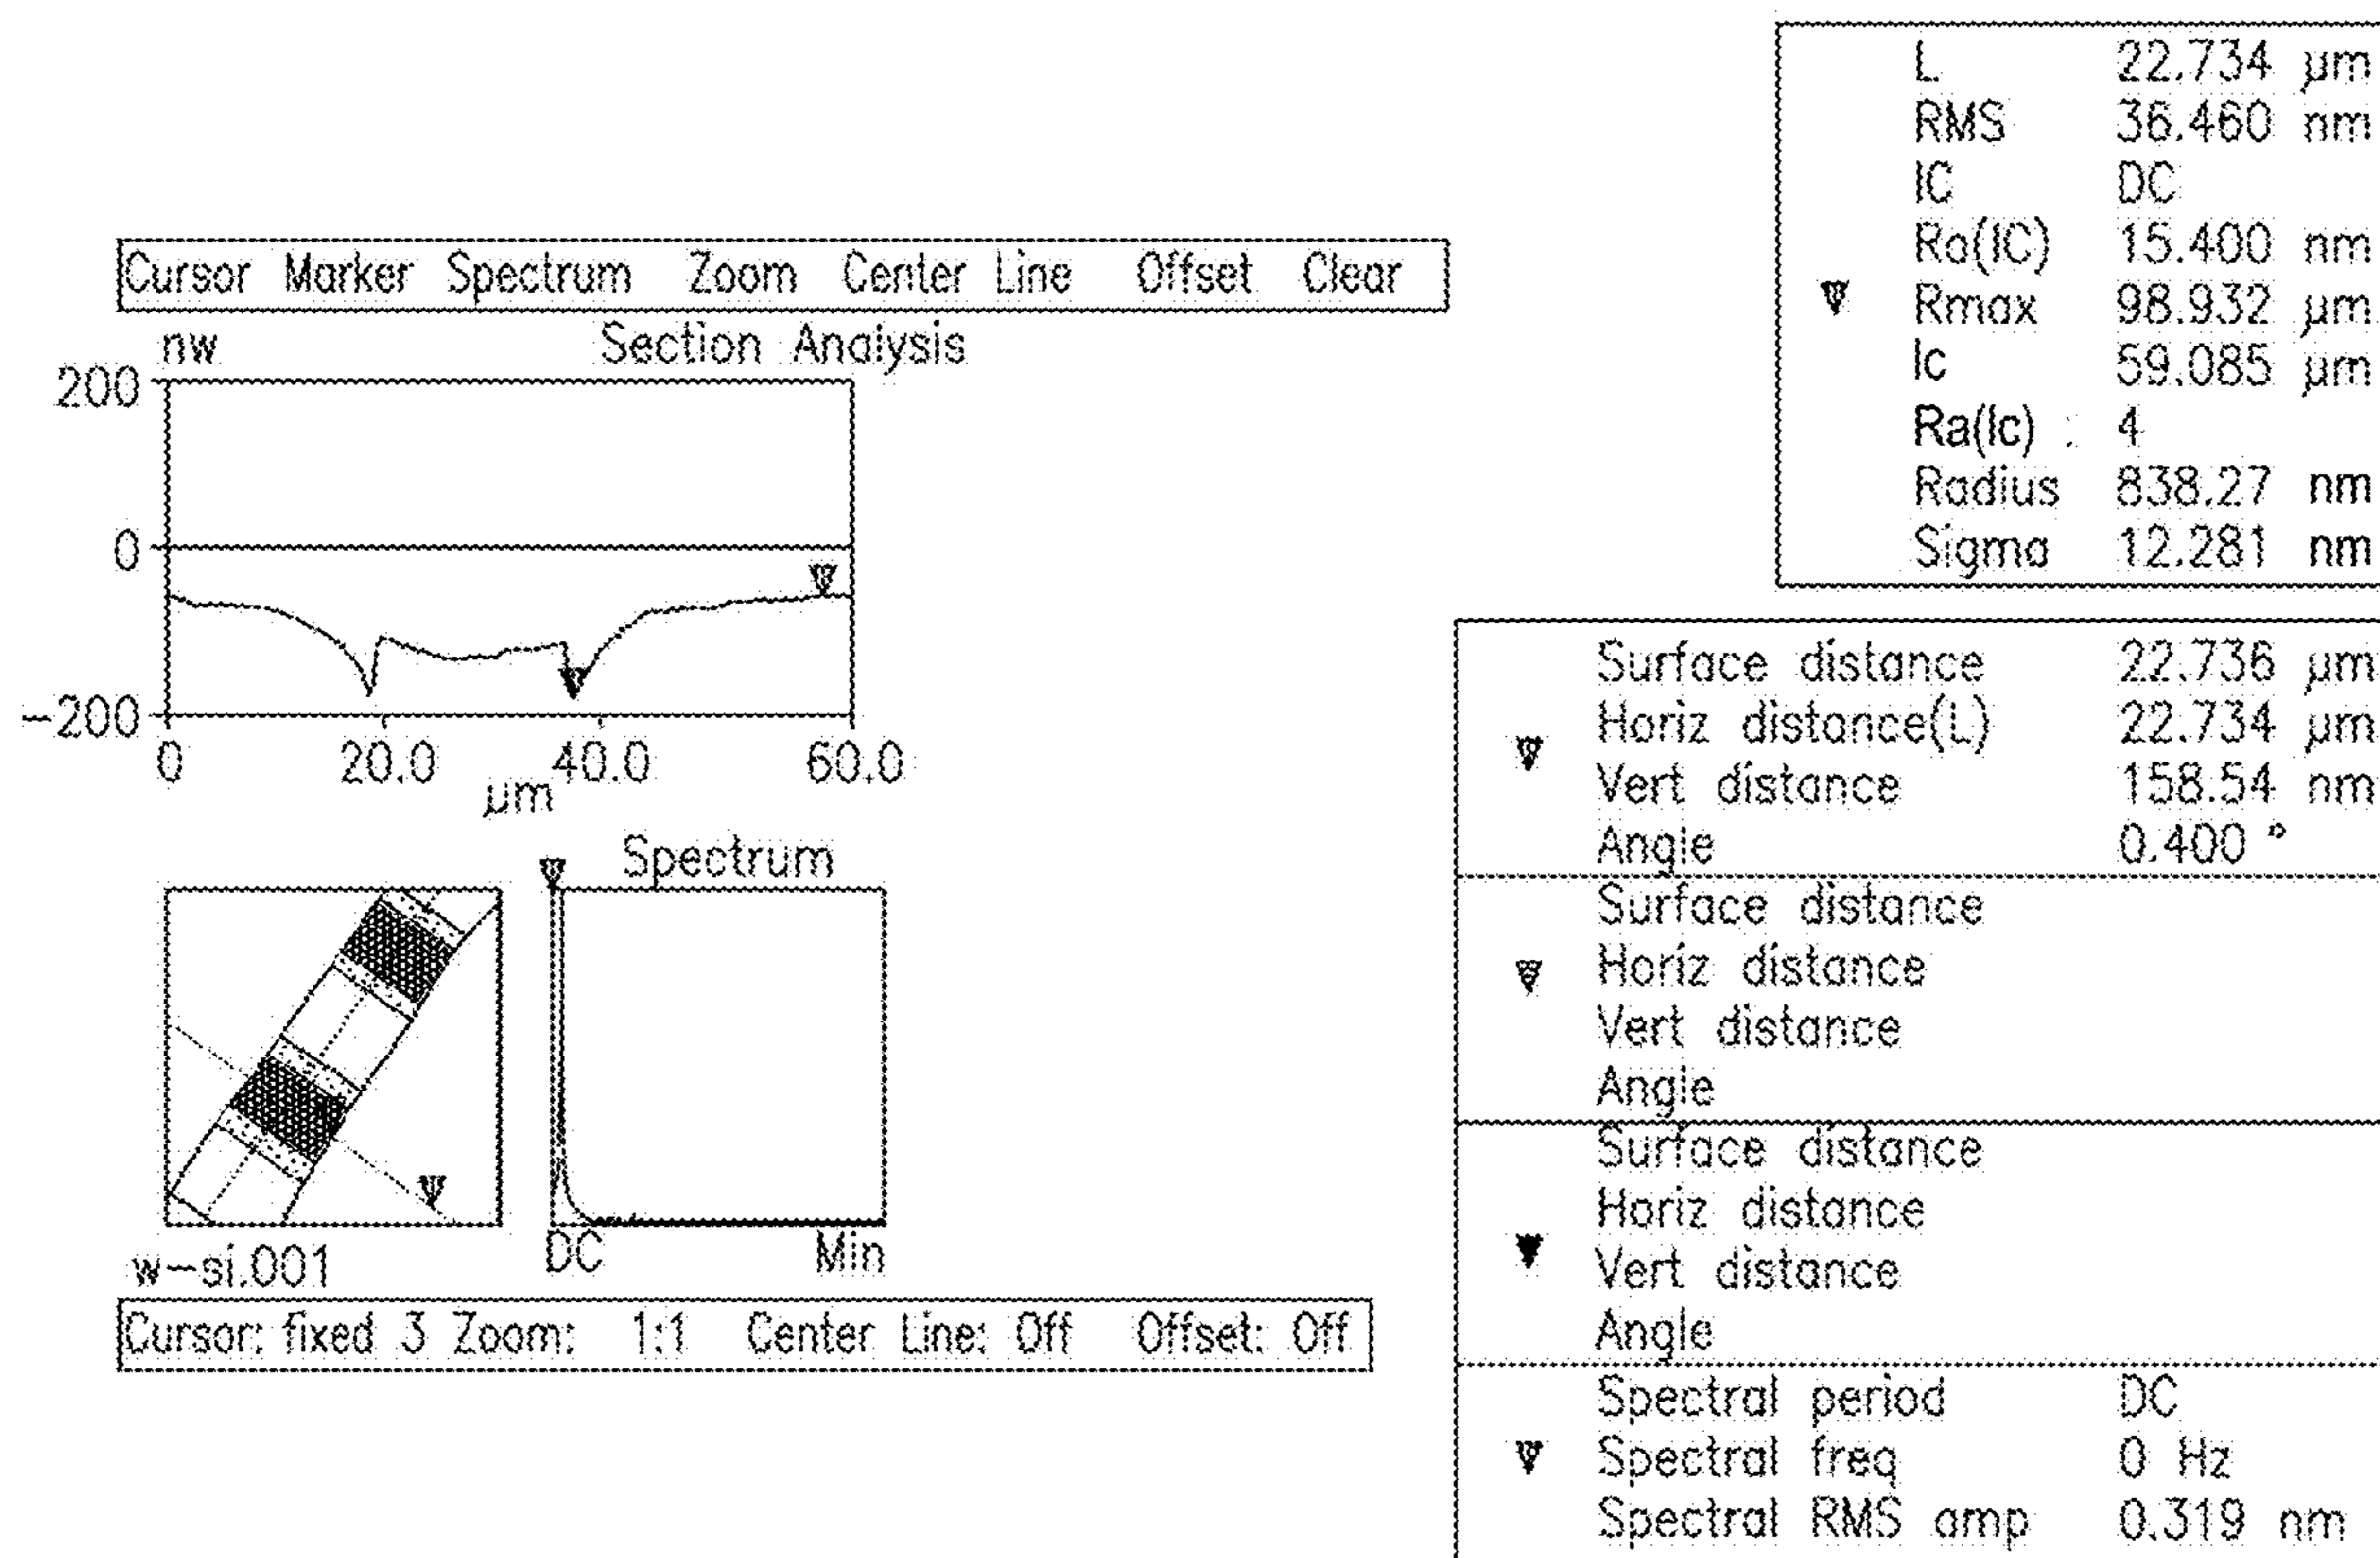 L 22.734 µm
RMS 36.460 nm
IC DC
Ra(IC) 15.400 nm
Rmax 98.932 µm
Ic 59.085 µm
Ra(Ic) : 4
Radius 838.27 nm
Sigma 12.281 nm
Cursor Marker Spectrum Zoom Center Line Offset Clear
nw Section Analysis
200
0
-200
0 20.0 40.0 60.0
µm
Spectrum
DC Min
w-si.001
Cursor: fixed 3 Zoom: 1:1 Center Line: Off Offset: Off
Surface distance 22.736 µm
Horiz distance(L) 22.734 µm
Vert distance 158.54 nm
Angle 0.400 °
Surface distance
Horiz distance
Vert distance
Angle
Surface distance
Horiz distance
Vert distance
Angle
Spectral period DC
Spectral freq 0 Hz
Spectral RMS amp 0.319 nm